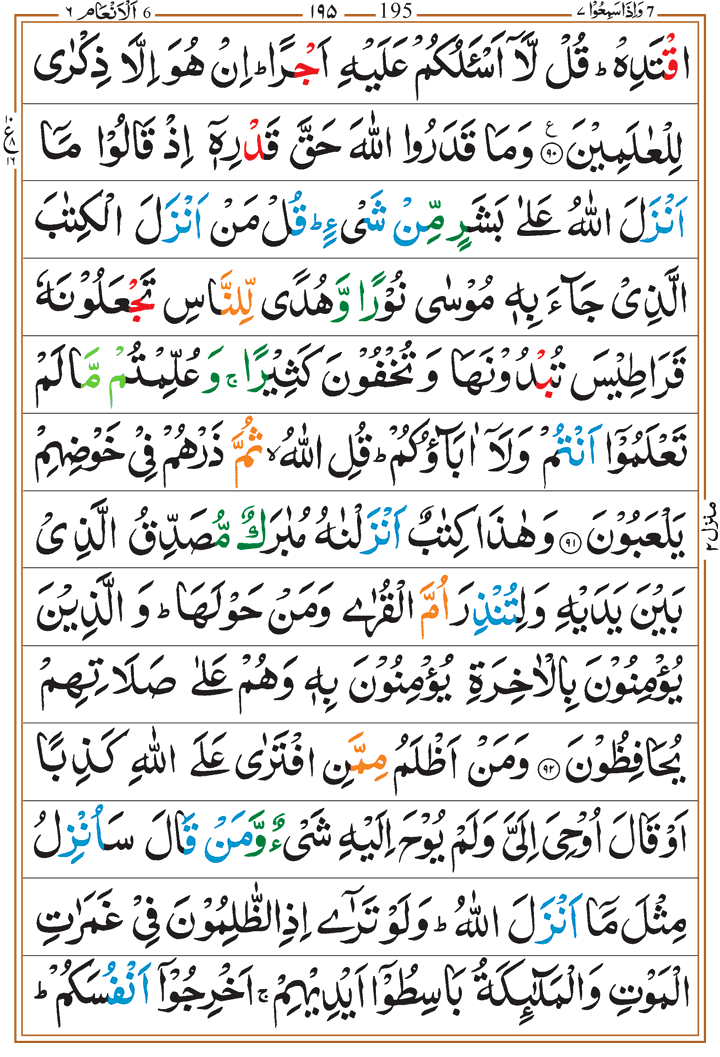 7 وَاِذَا سَمِعُوْا ٧ 195 ١٩٥ 6 اَلْاَنْعَام ٦
اقْتَدِهْ ؕ قُلْ لَّاۤ اَسْـَٔلُكُمْ عَلَيْهِ اَجْرًا ؕ اِنْ هُوَ اِلَّا ذِكْرٰى
لِلْعٰلَمِيْنَ ﴿٩٠﴾ ع وَمَا قَدَرُوا اللّٰهَ حَقَّ قَدْرِهٖۤ اِذْ قَالُوْا مَاۤ
اَنْزَلَ اللّٰهُ عَلٰى بَشَرٍ مِّنْ شَىْءٍ ؕ قُلْ مَنْ اَنْزَلَ الْكِتٰبَ
الَّذِىْ جَآءَ بِهٖ مُوْسٰى نُوْرًا وَّهُدًى لِّلنَّاسِ تَجْعَلُوْنَهٗ
قَرَاطِيْسَ تُبْدُوْنَهَا وَتُخْفُوْنَ كَثِيْرًا ۚ وَعُلِّمْتُمْ مَّا لَمْ
تَعْلَمُوْۤا اَنْتُمْ وَلَاۤ اٰبَآؤُكُمْ ؕ قُلِ اللّٰهُ ۙ ثُمَّ ذَرْهُمْ فِىْ خَوْضِهِمْ
يَلْعَبُوْنَ ﴿٩١﴾ وَهٰذَا كِتٰبٌ اَنْزَلْنٰهُ مُبٰرَكٌ مُّصَدِّقُ الَّذِىْ
بَيْنَ يَدَيْهِ وَلِتُنْذِرَ اُمَّ الْقُرٰى وَمَنْ حَوْلَهَا ؕ وَالَّذِيْنَ
يُؤْمِنُوْنَ بِالْاٰخِرَةِ يُؤْمِنُوْنَ بِهٖ وَهُمْ عَلٰى صَلَاتِهِمْ
يُحَافِظُوْنَ ﴿٩٢﴾ وَمَنْ اَظْلَمُ مِمَّنِ افْتَرٰى عَلَى اللّٰهِ كَذِبًا
اَوْ قَالَ اُوْحِىَ اِلَىَّ وَلَمْ يُوْحَ اِلَيْهِ شَىْءٌ وَّمَنْ قَالَ سَاُنْزِلُ
مِثْلَ مَاۤ اَنْزَلَ اللّٰهُ ؕ وَلَوْ تَرٰٓى اِذِ الظّٰلِمُوْنَ فِىْ غَمَرٰتِ
الْمَوْتِ وَالْمَلٰٓئِكَةُ بَاسِطُوْۤا اَيْدِيْهِمْ ۚ اَخْرِجُوْۤا اَنْفُسَكُمْ ؕ
منزل ٢